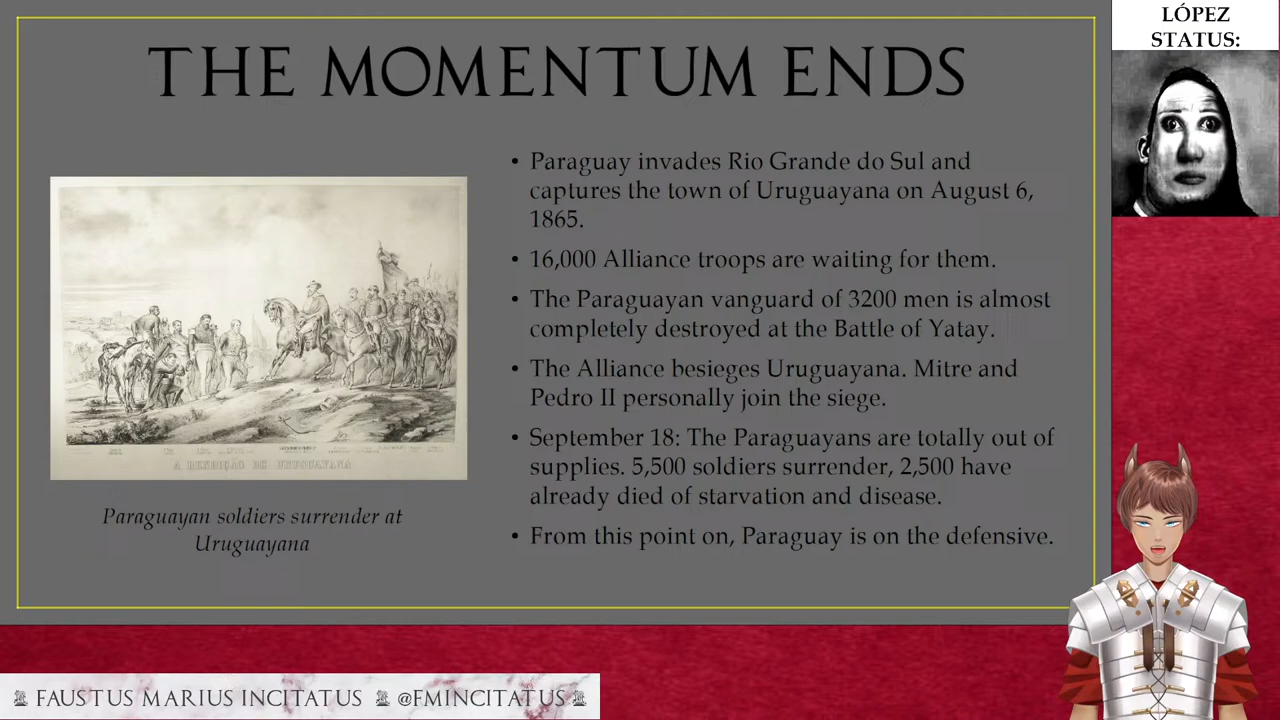 THE MOMENTUM ENDS
LÓPEZ
STATUS:
• Paraguay invades Rio Grande do Sul and
captures the town of Uruguayana on August 6,
1865.
• 16,000 Alliance troops are waiting for them.
• The Paraguayan vanguard of 3200 men is almost
completely destroyed at the Battle of Yatay.
• The Alliance besieges Uruguayana. Mitre and
Pedro II personally join the siege.
• September 18: The Paraguayans are totally out of
supplies. 5,500 soldiers surrender, 2,500 have
already died of starvation and disease.
• From this point on, Paraguay is on the defensive.
A RENDIÇÃO DE URUGUAYANA
Paraguayan soldiers surrender at
Uruguayana
FAUSTUS MARIUS INCITATUS @FMINCITATUS